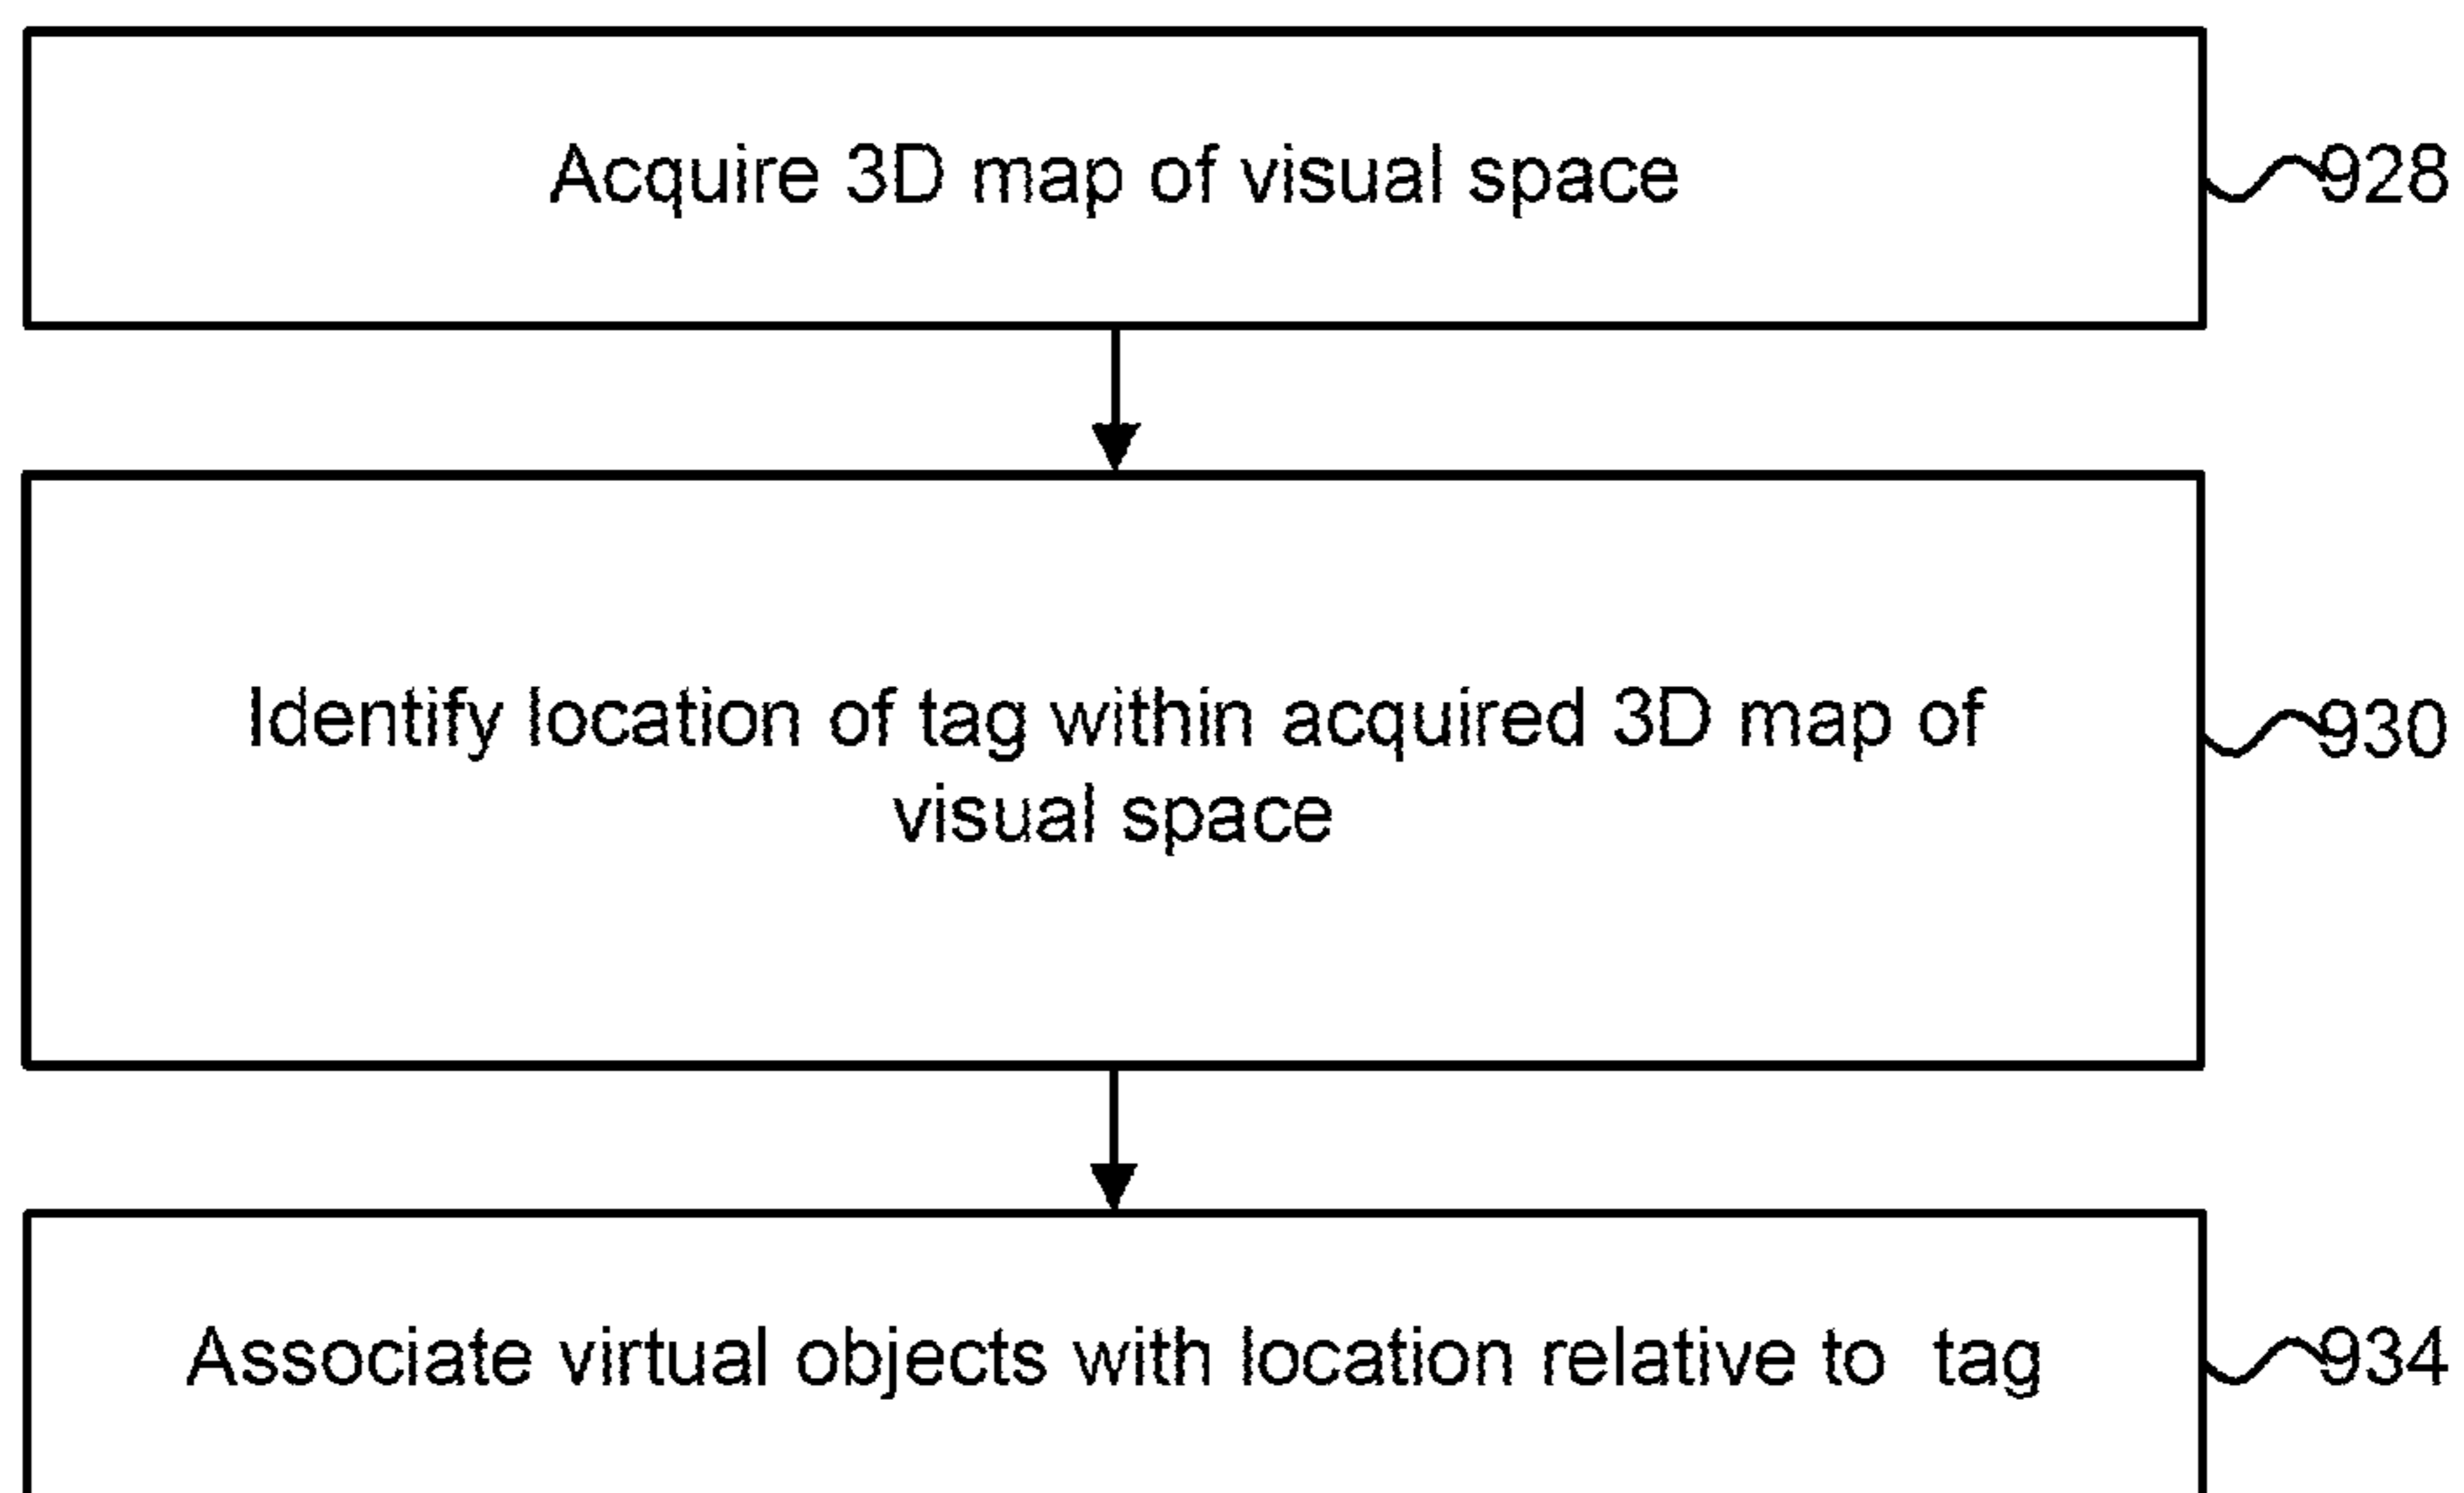 Acquire 3D map of visual space
928
Identify location of tag within acquired 3D map of
visual space
930
Associate virtual objects with location relative to  tag
934